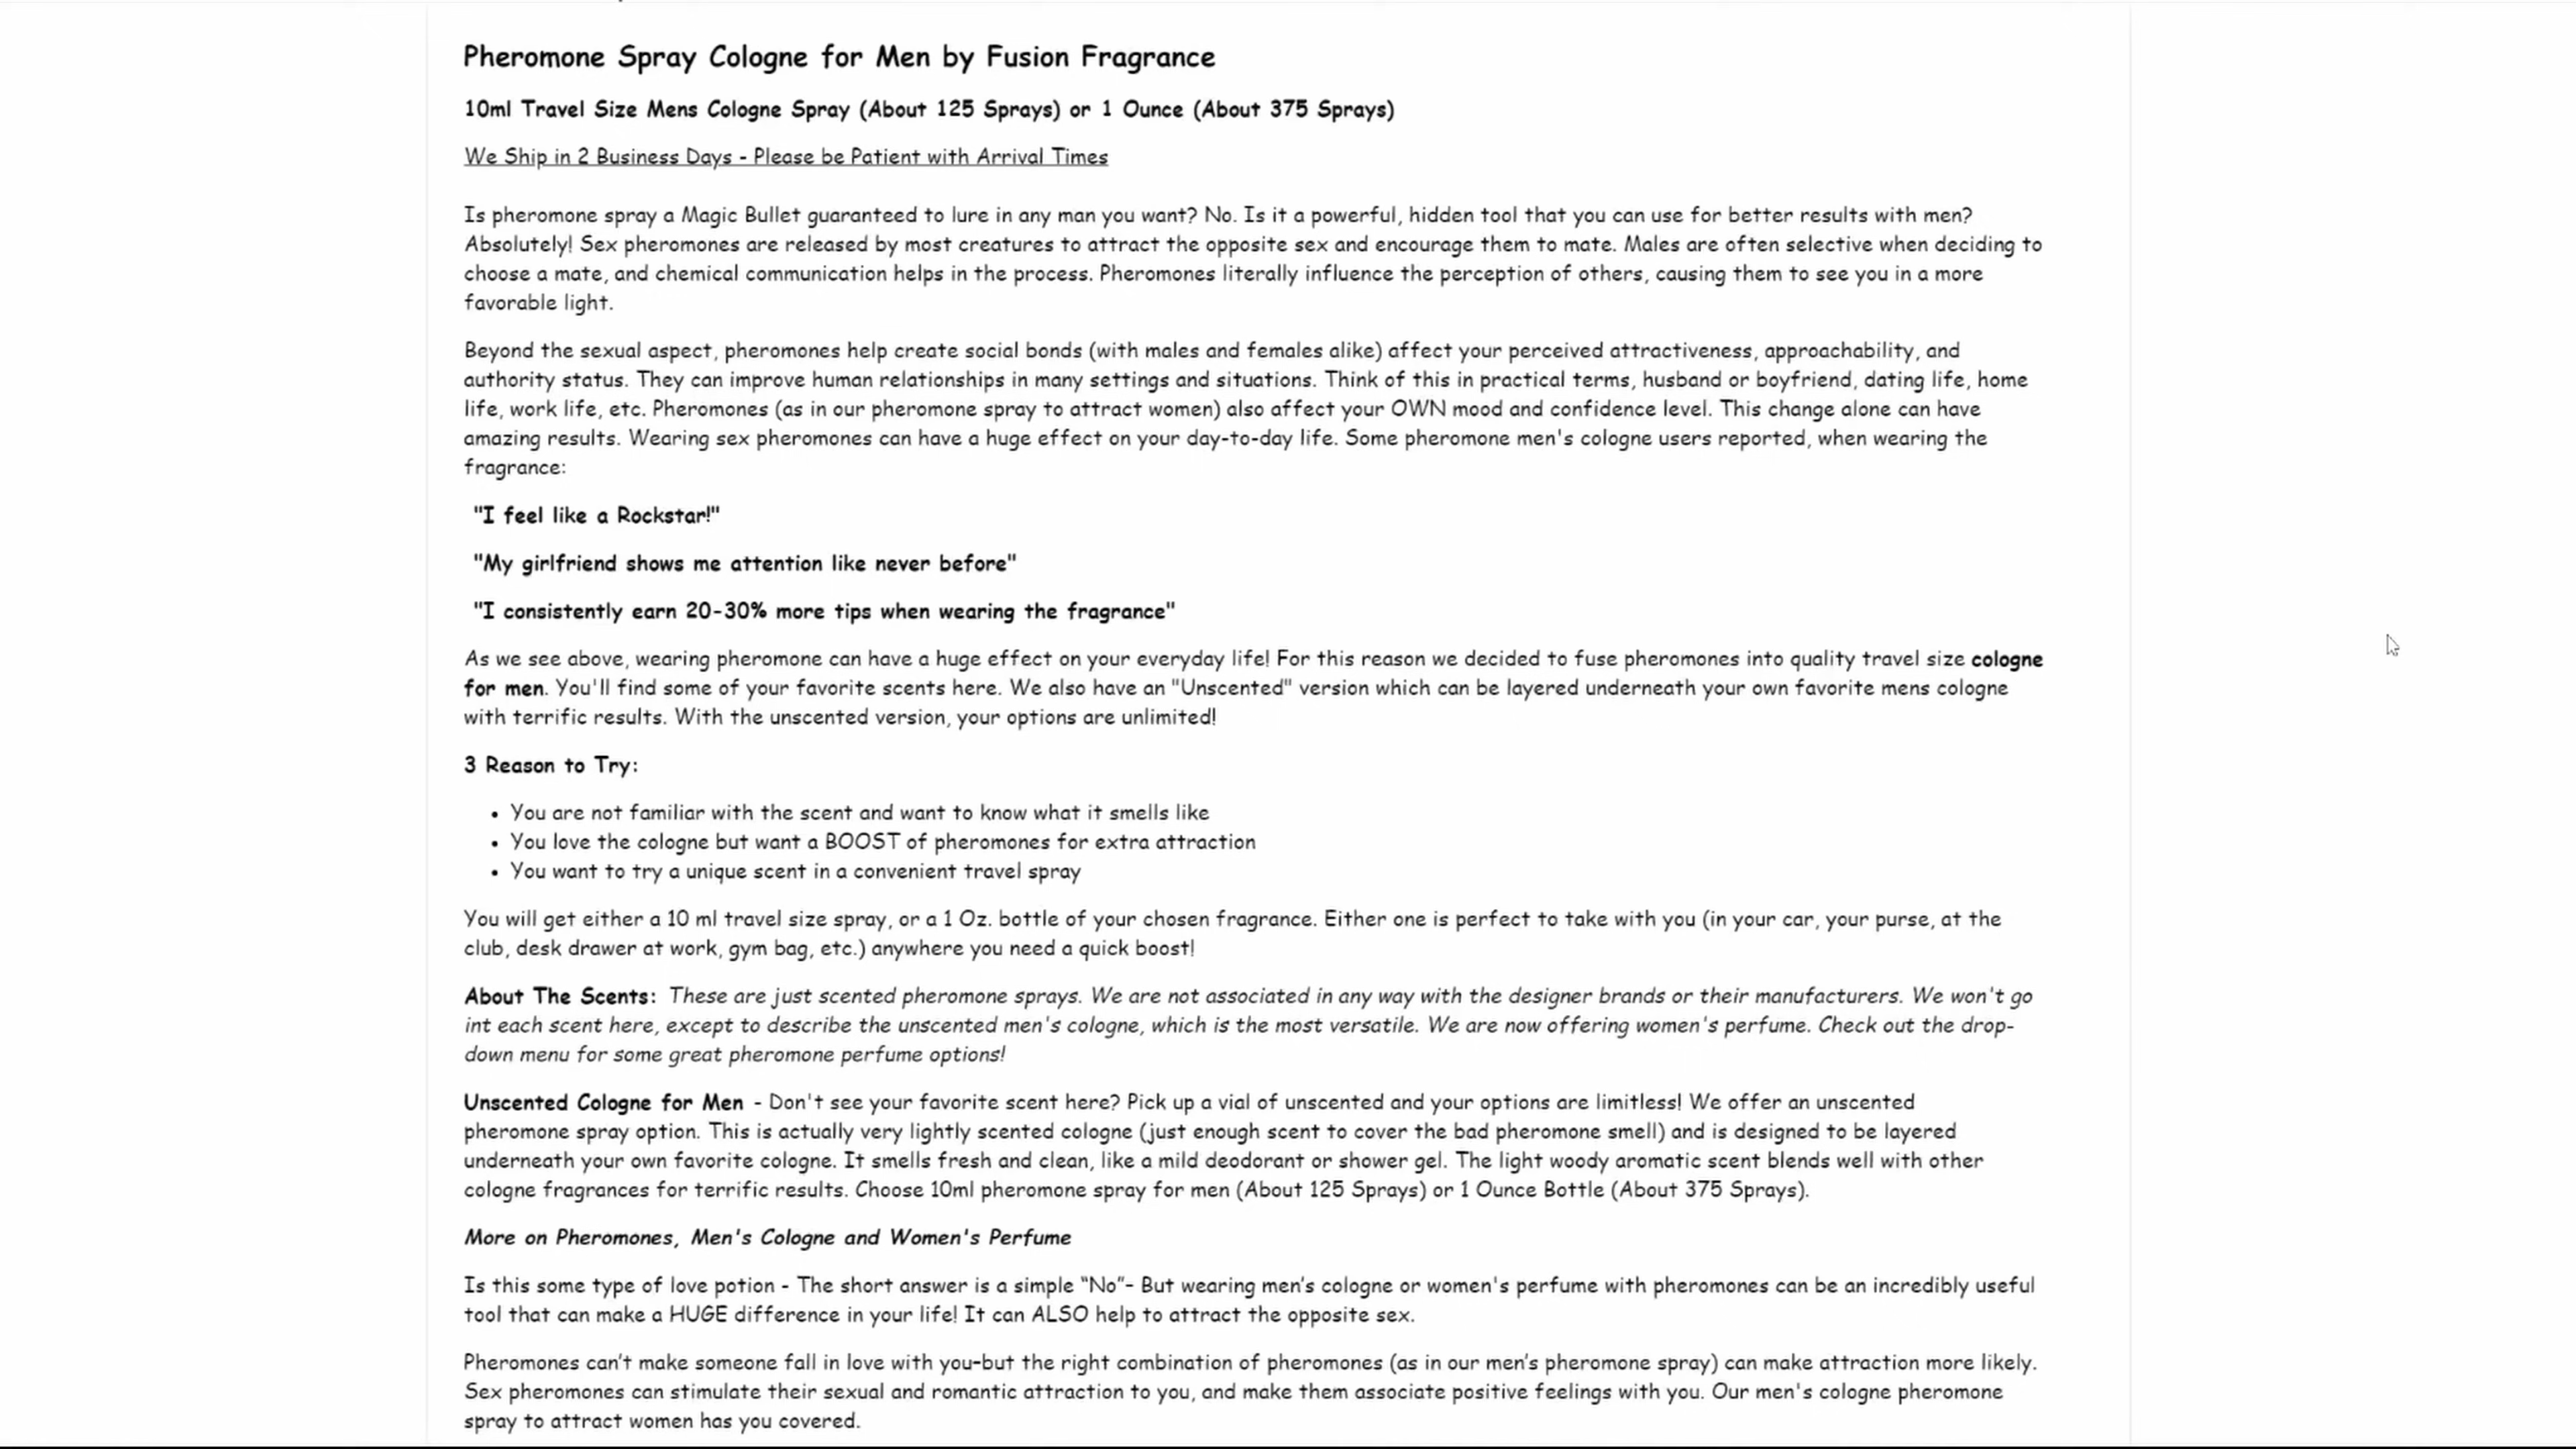 Pheromone Spray Cologne for Men by Fusion Fragrance
10ml Travel Size Mens Cologne Spray (About 125 Sprays) or 1 Ounce (About 375 Sprays)
We Ship in 2 Business Days - Please be Patient with Arrival Times
Is pheromone spray a Magic Bullet guaranteed to lure in any man you want? No. Is it a powerful, hidden tool that you can use for better results with men?
Absolutely! Sex pheromones are released by most creatures to attract the opposite sex and encourage them to mate. Males are often selective when deciding to
choose a mate, and chemical communication helps in the process. Pheromones literally influence the perception of others, causing them to see you in a more
favorable light.
Beyond the sexual aspect, pheromones help create social bonds (with males and females alike) affect your perceived attractiveness, approachability, and
authority status. They can improve human relationships in many settings and situations. Think of this in practical terms, husband or boyfriend, dating life, home
life, work life, etc. Pheromones (as in our pheromone spray to attract women) also affect your OWN mood and confidence level. This change alone can have
amazing results. Wearing sex pheromones can have a huge effect on your day-to-day life. Some pheromone men's cologne users reported, when wearing the
fragrance:
"I feel like a Rockstar!"
"My girlfriend shows me attention like never before"
"I consistently earn 20-30% more tips when wearing the fragrance"
As we see above, wearing pheromone can have a huge effect on your everyday life! For this reason we decided to fuse pheromones into quality travel size cologne
for men. You'll find some of your favorite scents here. We also have an "Unscented" version which can be layered underneath your own favorite mens cologne
with terrific results. With the unscented version, your options are unlimited!
3 Reason to Try:
• You are not familiar with the scent and want to know what it smells like
• You love the cologne but want a BOOST of pheromones for extra attraction
• You want to try a unique scent in a convenient travel spray
You will get either a 10 ml travel size spray, or a 1 Oz. bottle of your chosen fragrance. Either one is perfect to take with you (in your car, your purse, at the
club, desk drawer at work, gym bag, etc.) anywhere you need a quick boost!
About The Scents: These are just scented pheromone sprays. We are not associated in any way with the designer brands or their manufacturers. We won't go
int each scent here, except to describe the unscented men's cologne, which is the most versatile. We are now offering women's perfume. Check out the drop-
down menu for some great pheromone perfume options!
Unscented Cologne for Men - Don't see your favorite scent here? Pick up a vial of unscented and your options are limitless! We offer an unscented
pheromone spray option. This is actually very lightly scented cologne (just enough scent to cover the bad pheromone smell) and is designed to be layered
underneath your own favorite cologne. It smells fresh and clean, like a mild deodorant or shower gel. The light woody aromatic scent blends well with other
cologne fragrances for terrific results. Choose 10ml pheromone spray for men (About 125 Sprays) or 1 Ounce Bottle (About 375 Sprays).
More on Pheromones, Men's Cologne and Women's Perfume
Is this some type of love potion - The short answer is a simple “No”– But wearing men’s cologne or women's perfume with pheromones can be an incredibly useful
tool that can make a HUGE difference in your life! It can ALSO help to attract the opposite sex.
Pheromones can’t make someone fall in love with you–but the right combination of pheromones (as in our men’s pheromone spray) can make attraction more likely.
Sex pheromones can stimulate their sexual and romantic attraction to you, and make them associate positive feelings with you. Our men's cologne pheromone
spray to attract women has you covered.